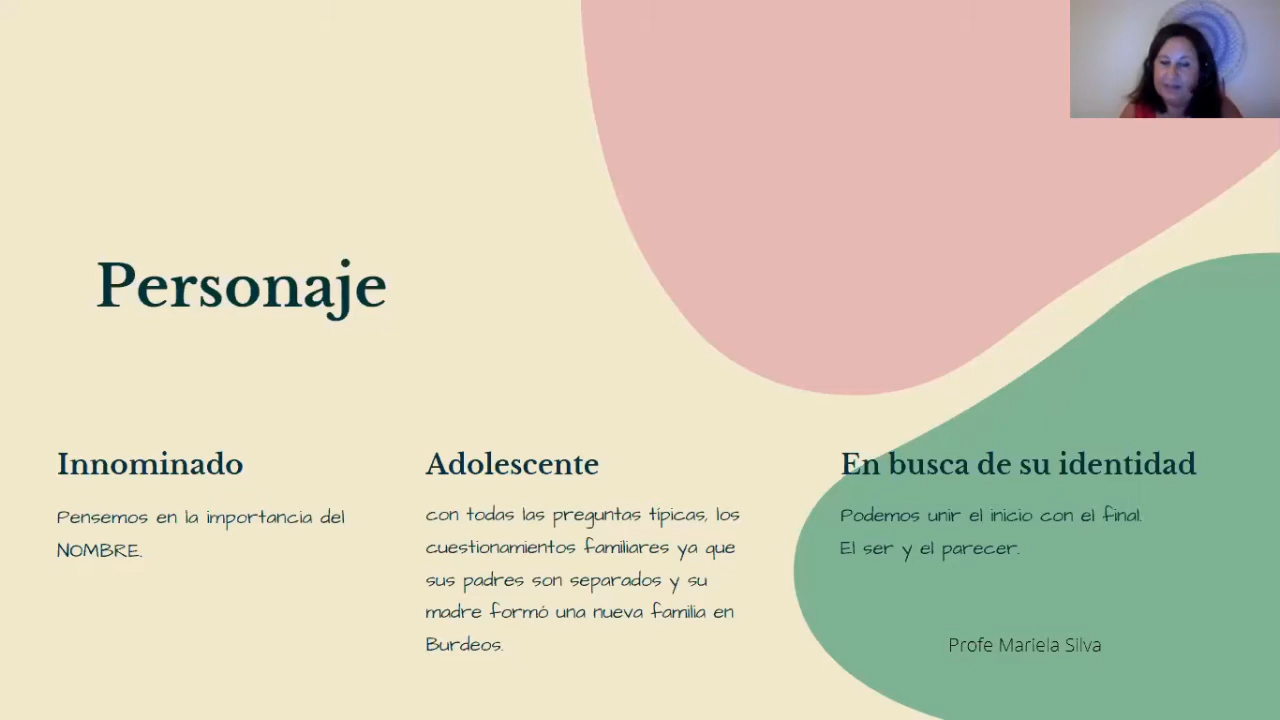 Personaje
Innominado
Pensemos en la importancia del
NOMBRE.
Adolescente
con todas las preguntas típicas, los
cuestionamientos familiares ya que
sus padres son separados y su
madre formó una nueva familia en
Burdeos.
En busca de su identidad
Podemos unir el inicio con el final.
El ser y el parecer.
Profe Mariela Silva